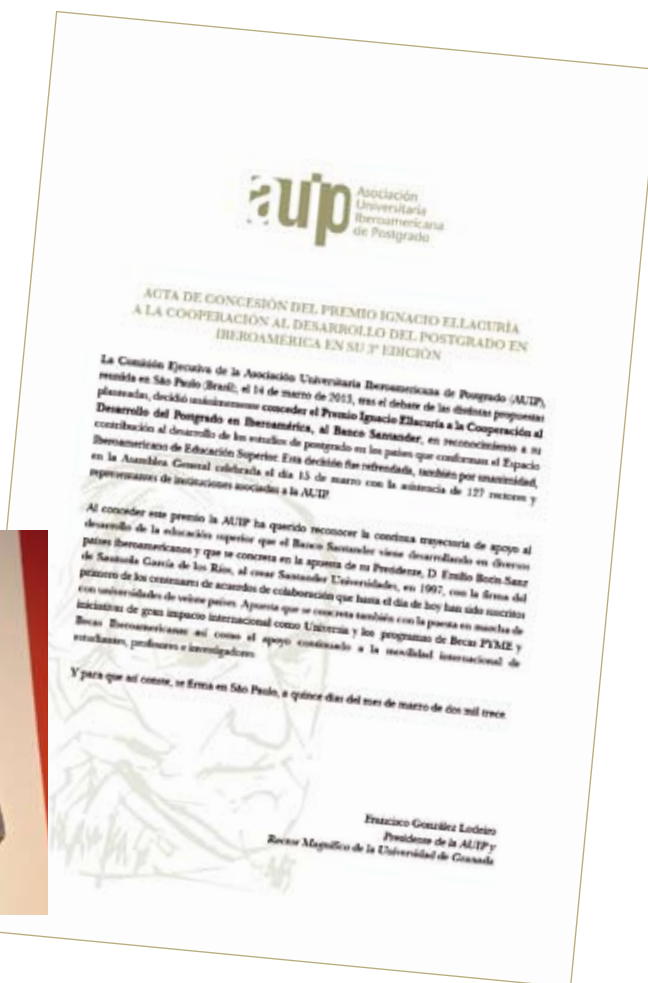 auip
Asociación
Universitaria
Iberoamericana
de Postgrado
ACTA DE CONCESIÓN DEL PREMIO IGNACIO ELLACURÍA
A LA COOPERACIÓN AL DESARROLLO DEL POSTGRADO EN
IBEROAMÉRICA EN SU 3ª EDICIÓN
La Comisión Ejecutiva de la Asociación Universitaria Iberoamericana de Postgrado (AUIP),
reunida en São Paulo (Brasil), el 14 de marzo de 2013, tras el debate de las distintas propuestas
planteadas, decidió unánimemente conceder el Premio Ignacio Ellacuría a la Cooperación al
Desarrollo del Postgrado en Iberoamérica, al Banco Santander, en reconocimiento a su
contribución al desarrollo de los estudios de postgrado en los países que conforman el Espacio
Iberoamericano de Educación Superior. Esta decisión fue refrendada, también por unanimidad,
en la Asamblea General celebrada el día 15 de marzo con la asistencia de 127 rectores y
representantes de instituciones asociadas a la AUIP.
Al conceder este premio la AUIP ha querido reconocer la continua trayectoria de apoyo al
desarrollo de la educación superior que el Banco Santander viene desarrollando en diversos
países iberoamericanos y que se concreta en la apuesta de su Presidente, D. Emilio Botín Sanz
de Sautuola García de los Ríos, al crear Santander Universidades, en 1997, con la firma del
primero de los centenares de acuerdos de colaboración que hasta el día de hoy han sido suscritos
con universidades de veinte países. Apuesta que se concreta también con la puesta en marcha de
iniciativas de gran impacto internacional como Universia y los programas de Becas PYME y
Becas Iberoamericanas así como el apoyo continuado a la movilidad internacional de
estudiantes, profesores e investigadores
Y para que así conste, se firma en São Paulo, a quince días del mes de marzo de dos mil trece.
Francisco González Lodeiro
Presidente de la AUIP y
Rector Magnífico de la Universidad de Granada